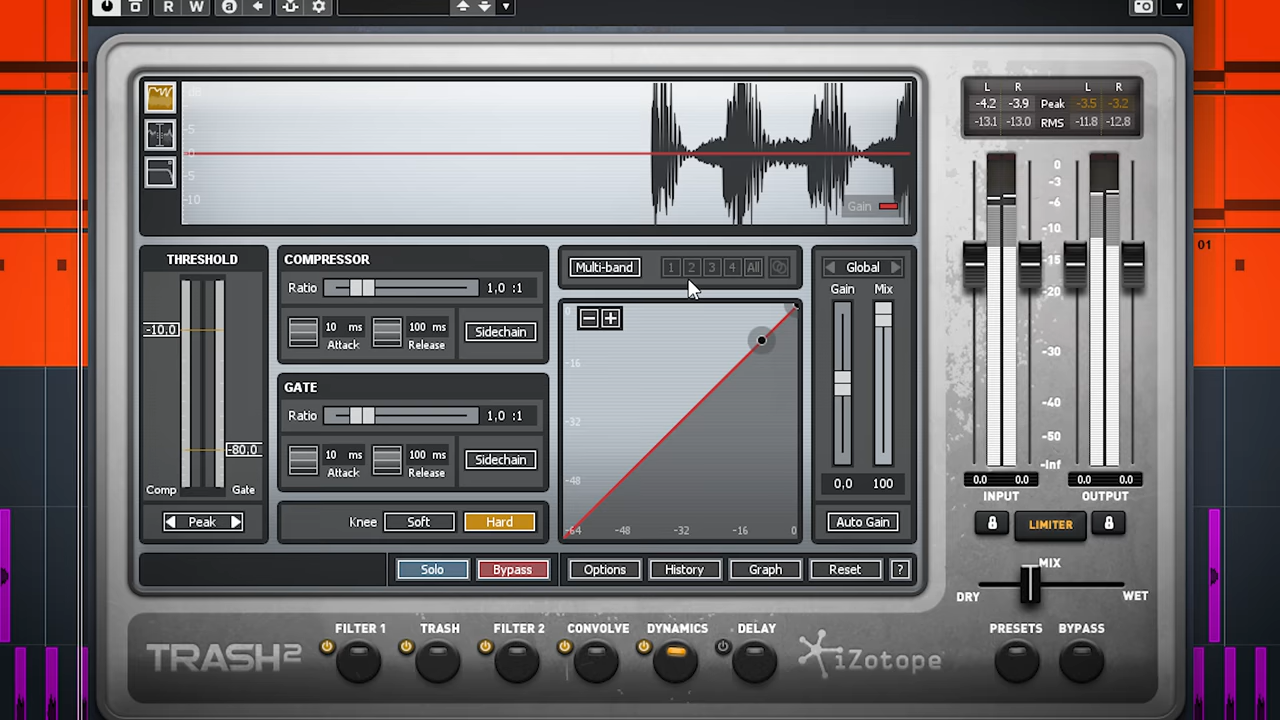 R W a
L R L R
-4.2 -3.9 Peak -3.5 -3.2
-13.1 -13.0 RMS -11.8 -12.8
dB
-5
0
-5
-10
Gain
THRESHOLD
-10.0
-80.0
Comp Gate
Peak
COMPRESSOR
Ratio 1,0 :1
10 ms 100 ms
Attack Release
Sidechain
GATE
Ratio 1,0 :1
10 ms 100 ms
Attack Release
Sidechain
Knee Soft Hard
Multi-band 1 2 3 4 All
0
-16
-32
-48
-64 -48 -32 -16 0
Global
Gain Mix
0,0 100
Auto Gain
Solo Bypass Options History Graph Reset ?
0
-3
-6
-10
-15
-20
-30
-40
-50
-Inf
0.0 0.0 0.0 0.0
INPUT OUTPUT
LIMITER
MIX
DRY WET
01
FILTER 1 TRASH FILTER 2 CONVOLVE DYNAMICS DELAY
PRESETS BYPASS
TRASH2
iZotope